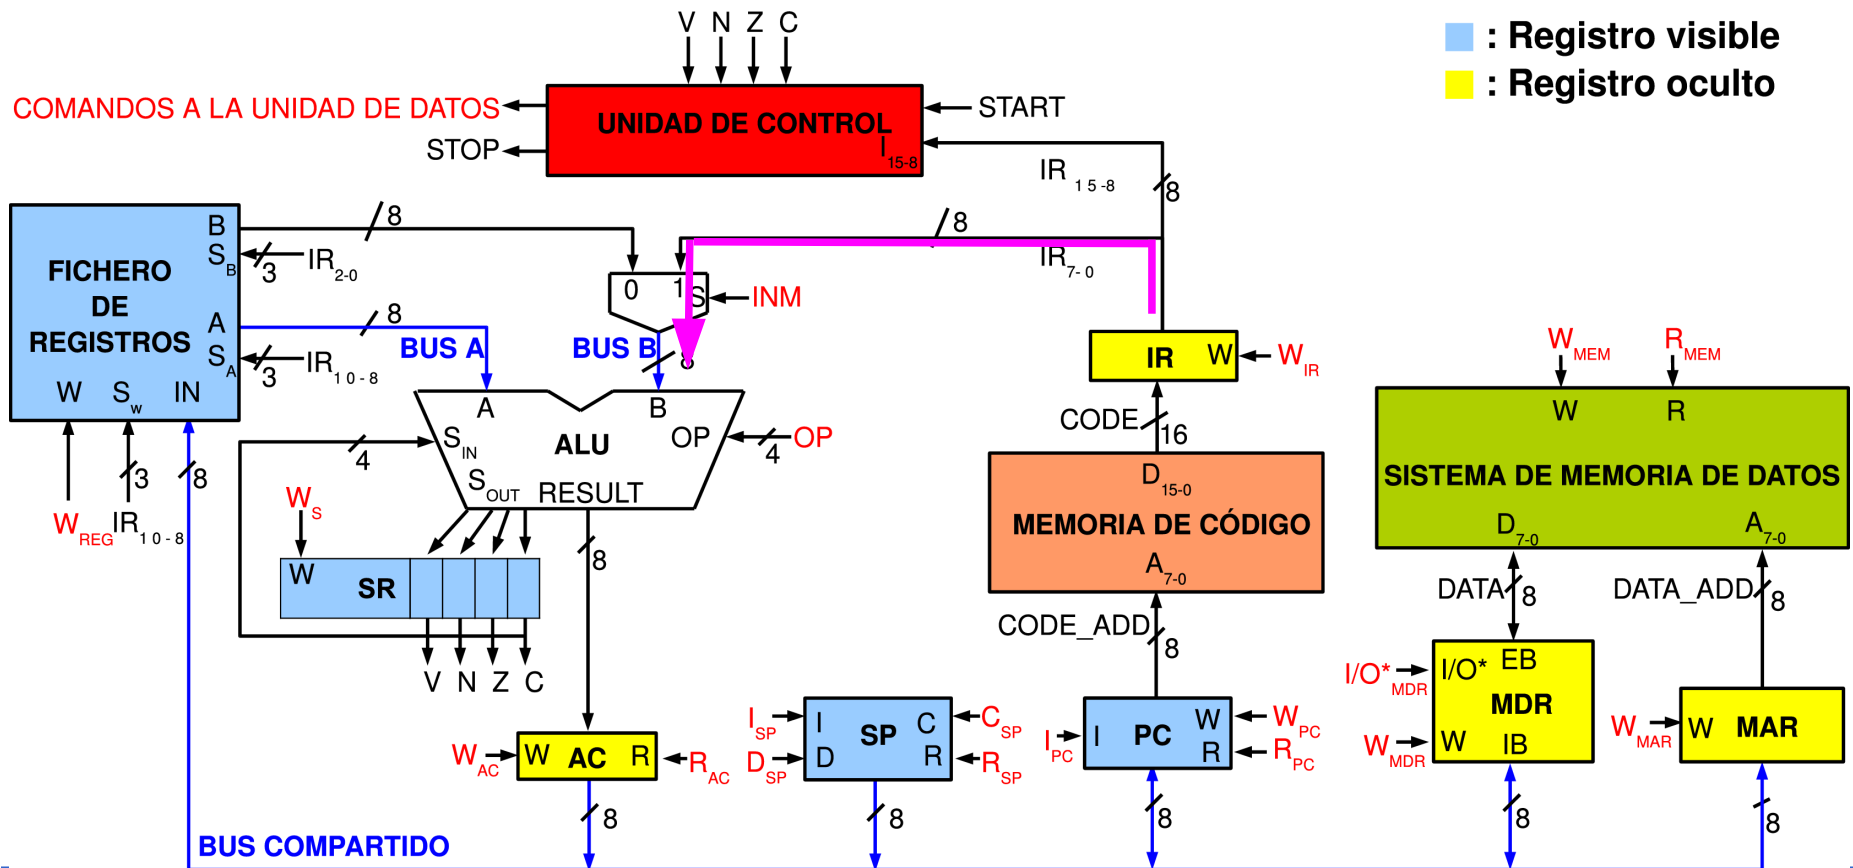 V N Z C
: Registro visible
: Registro oculto
COMANDOS A LA UNIDAD DE DATOS
UNIDAD DE CONTROL
START
STOP
I15-8
IR 15-8
8
B
8
8
SB
3
IR2-0
IR7-0
FICHERO
DE
REGISTROS
0
1
S
INM
A
8
BUS A
BUS B
8
SA
3
IR10-8
IR
W
WIR
WMEM
RMEM
W
SW
IN
A
B
CODE
16
W
R
SIN
ALU
OP
4
OP
4
3
8
SOUT
RESULT
D15-0
SISTEMA DE MEMORIA DE DATOS
WS
WREG
IR10-8
MEMORIA DE CÓDIGO
D7-0
A7-0
8
A7-0
W
SR
DATA
8
DATA_ADD
8
CODE_ADD
8
V N Z C
I/O*MDR
I/O*
EB
MDR
ISP
I
SP
C
CSP
IPC
I
PC
W
WPC
WMAR
W
MAR
WAC
W
AC
R
RAC
DSP
D
R
RSP
R
RPC
WMDR
W
IB
8
8
8
8
8
BUS COMPARTIDO